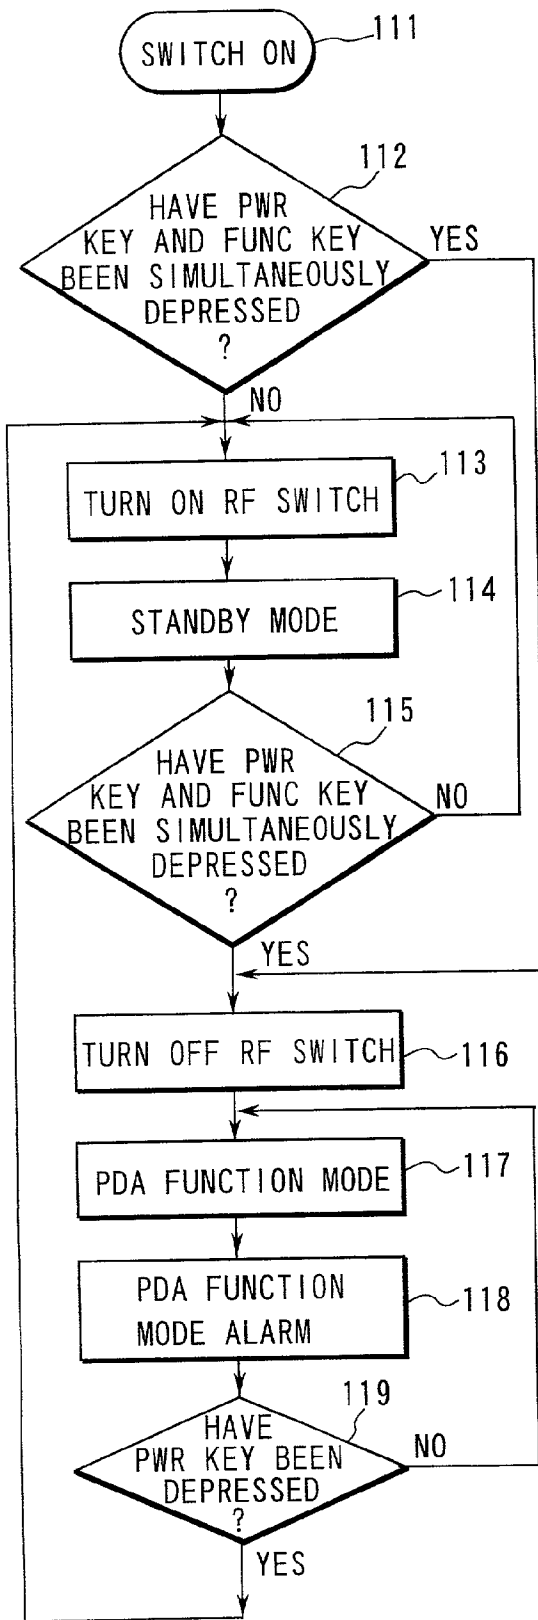 SWITCH ON
111
112
HAVE PWR
KEY AND FUNC KEY
BEEN SIMULTANEOUSLY
DEPRESSED
?
YES
NO
TURN ON RF SWITCH
113
STANDBY MODE
114
115
HAVE PWR
KEY AND FUNC KEY
BEEN SIMULTANEOUSLY
DEPRESSED
?
NO
YES
TURN OFF RF SWITCH
116
PDA FUNCTION MODE
117
PDA FUNCTION
MODE ALARM
118
119
HAVE
PWR KEY BEEN
DEPRESSED
?
NO
YES